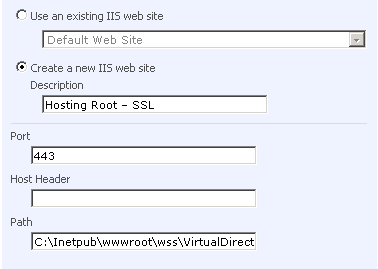 Use an existing IIS web site
Default Web Site
Create a new IIS web site
Description
Hosting Root - SSL
Port
443
Host Header
Path
C:\Inetpub\wwwroot\wss\VirtualDirect